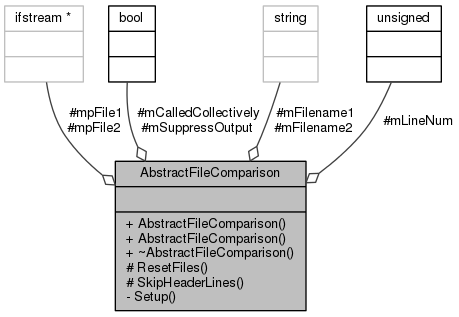 ifstream *
bool
string
unsigned
#mpFile1
#mpFile2
#mCalledCollectively
#mSuppressOutput
#mFilename1
#mFilename2
#mLineNum
AbstractFileComparison
+ AbstractFileComparison()
+ AbstractFileComparison()
+ ~AbstractFileComparison()
# ResetFiles()
# SkipHeaderLines()
- Setup()